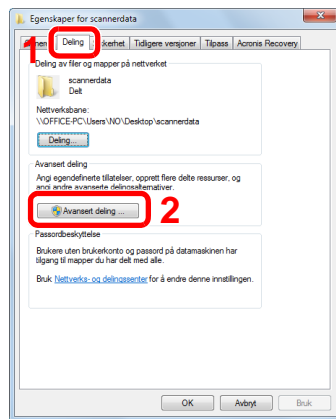 Egenskaper for scannerdata
1
Deling
Tidligere versjoner
Tilpass
Acronis Recovery
Deling av filer og mapper på nettverket
scannerdata
Delt
Nettverksbane:
\\OFFICE-PC\Users\NO\Desktop\scannerdata
Deling...
Avansert deling
Angi egendefinerte tillatelser, opprett flere delte ressurser, og
angi andre avanserte delingsalternativer.
Avansert deling ...
2
Passordbeskyttelse
Brukere uten brukerkonto og passord på datamaskinen har
tilgang til mapper du har delt med alle.
Bruk Nettverks- og delingssenter for å endre denne innstillingen.
OK
Avbryt
Bruk